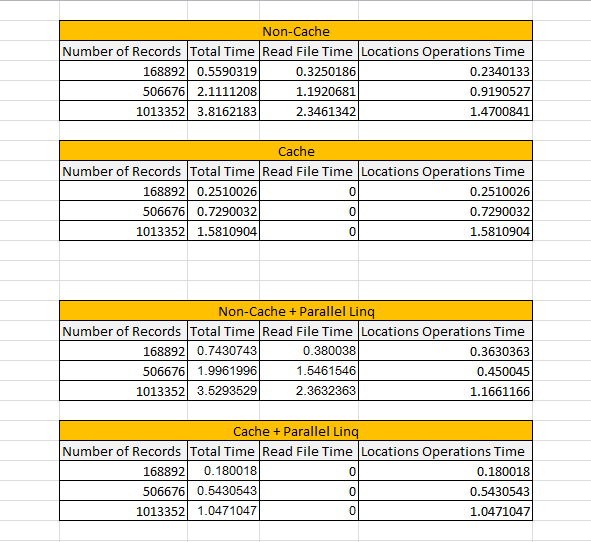 Non-Cache
Number of Records Total Time Read File Time Locations Operations Time
168892 0.5590319 0.3250186 0.2340133
506676 2.1111208 1.1920681 0.9190527
1013352 3.8162183 2.3461342 1.4700841
Cache
Number of Records Total Time Read File Time Locations Operations Time
168892 0.2510026 0 0.2510026
506676 0.7290032 0 0.7290032
1013352 1.5810904 0 1.5810904
Non-Cache + Parallel Linq
Number of Records Total Time Read File Time Locations Operations Time
168892 0.7430743 0.380038 0.3630363
506676 1.9961996 1.5461546 0.450045
1013352 3.5293529 2.3632363 1.1661166
Cache + Parallel Linq
Number of Records Total Time Read File Time Locations Operations Time
168892 0.180018 0 0.180018
506676 0.5430543 0 0.5430543
1013352 1.0471047 0 1.0471047